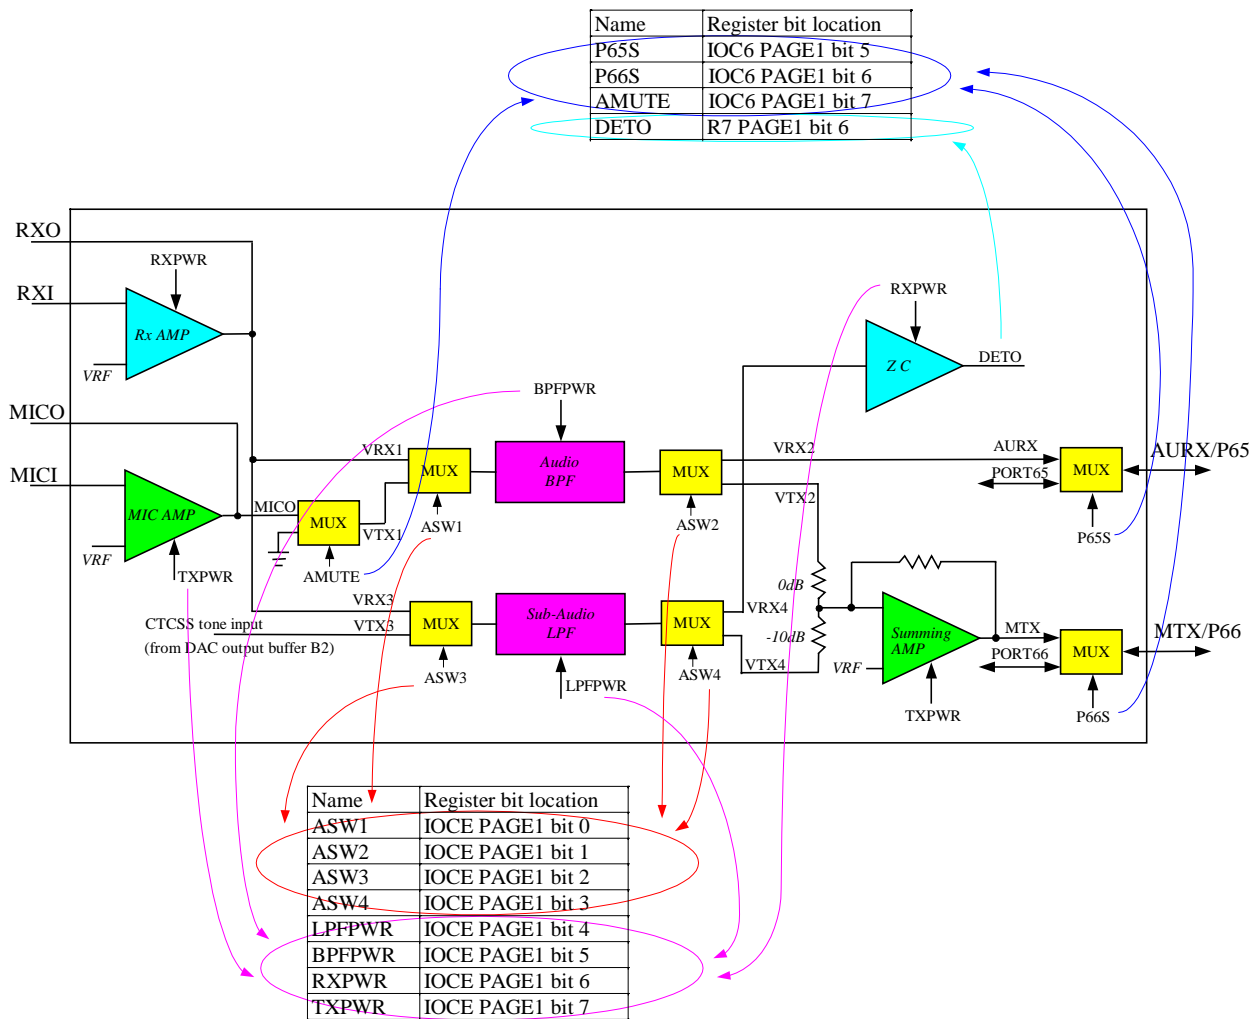 Name Register bit location
P65S IOC6 PAGE1 bit 5
P66S IOC6 PAGE1 bit 6
AMUTE IOC6 PAGE1 bit 7
DETO R7 PAGE1 bit 6
RXO
RXPWR
RXI
Rx AMP
VRF
RXPWR
Z C
DETO
MICO
BPFPWR
VRX1
MUX
Audio
BPF
MUX
VRX2
AURX
MUX
AURX/P65
PORT65
MICI
MIC AMP
MICO
MUX
VTX1
ASW1
ASW2
VTX2
P65S
VRF
TXPWR
AMUTE
0dB
VRX3
VTX3
CTCSS tone input
(from DAC output buffer B2)
MUX
Sub-Audio
LPF
MUX
VRX4
-10dB
VTX4
Summing
AMP
VRF
MTX
PORT66
MUX
MTX/P66
ASW3
LPFPWR
ASW4
TXPWR
P66S
Name Register bit location
ASW1 IOCE PAGE1 bit 0
ASW2 IOCE PAGE1 bit 1
ASW3 IOCE PAGE1 bit 2
ASW4 IOCE PAGE1 bit 3
LPFPWR IOCE PAGE1 bit 4
BPFPWR IOCE PAGE1 bit 5
RXPWR IOCE PAGE1 bit 6
TXPWR IOCE PAGE1 bit 7